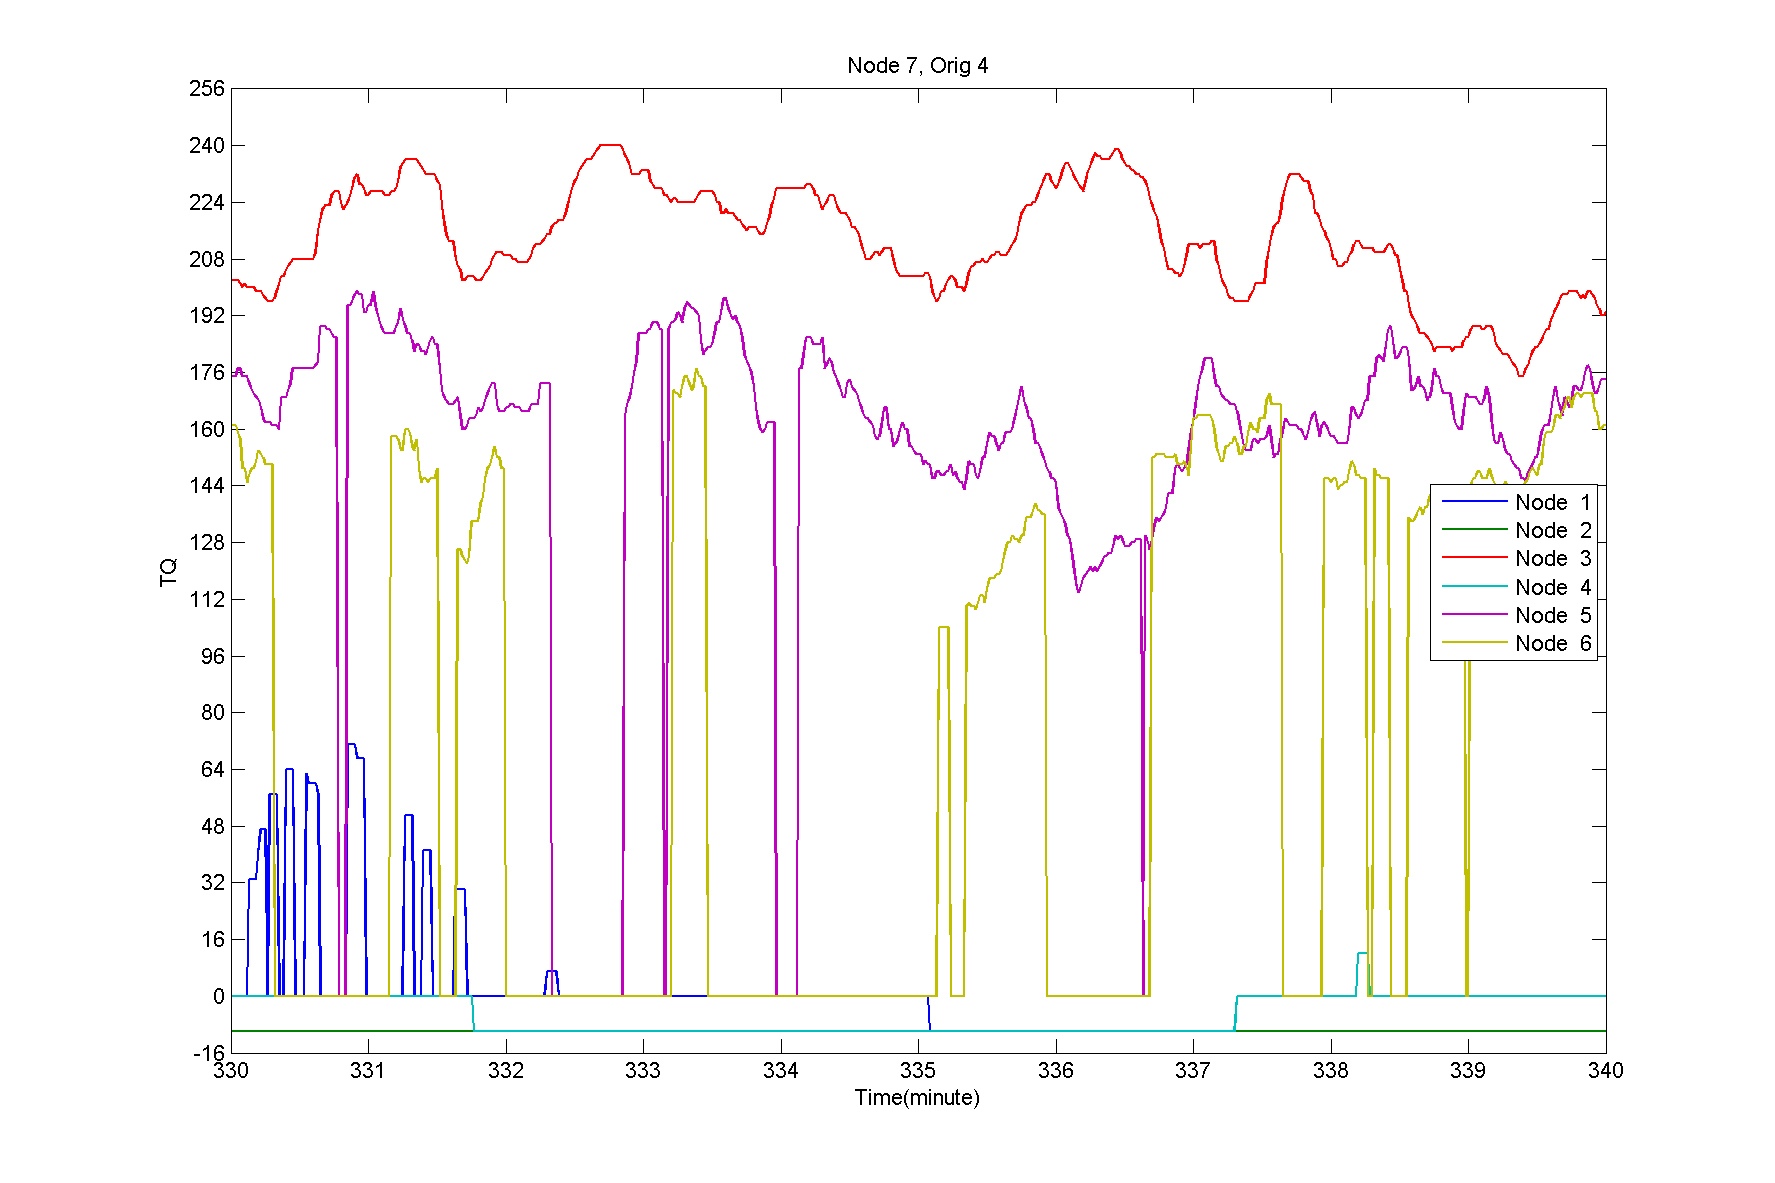 Node 7, Orig 4
256
240
224
208
192
176
160
144
128
112
96
80
64
48
32
16
0
-16
TQ
330 331 332 333 334 335 336 337 338 339 340
Time(minute)
Node 1
Node 2
Node 3
Node 4
Node 5
Node 6